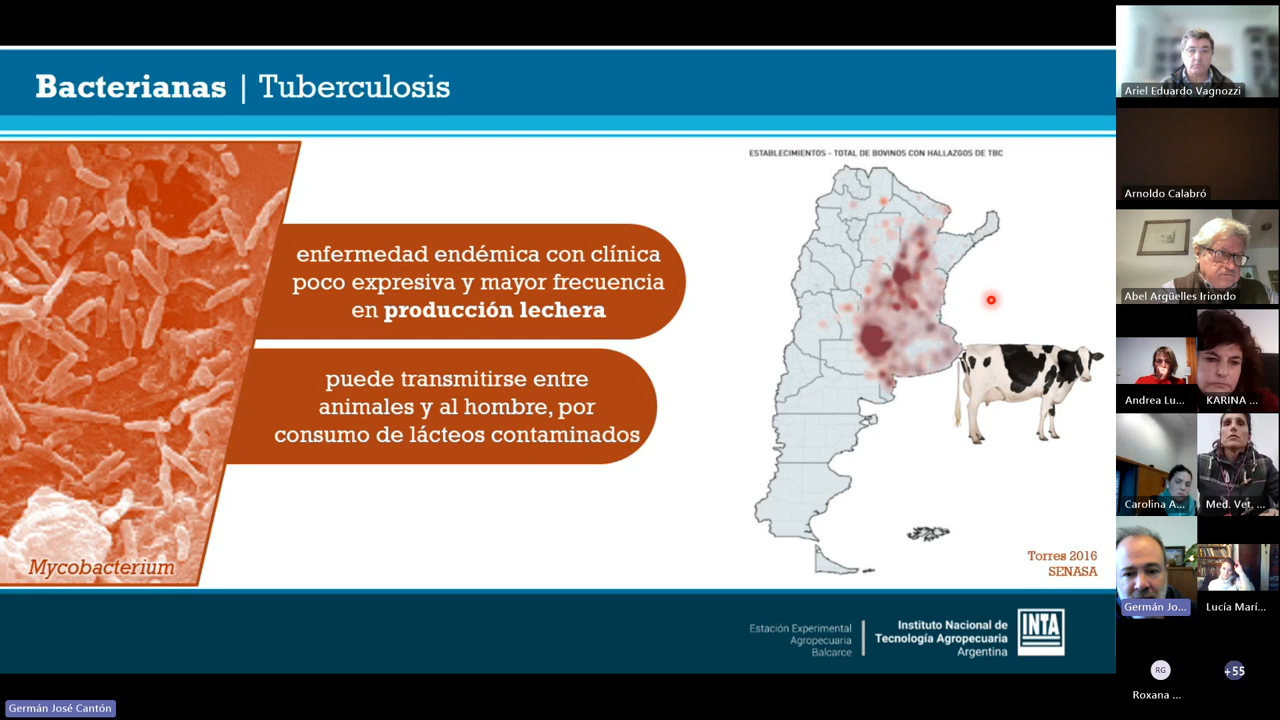 Bacterianas | Tuberculosis
ESTABLECIMIENTOS - TOTAL DE BOVINOS CON HALLAZGOS DE TBC
enfermedad endémica con clínica
poco expresiva y mayor frecuencia
en producción lechera
puede transmitirse entre
animales y al hombre, por
consumo de lácteos contaminados
Mycobacterium
Torres 2016
SENASA
Estación Experimental
Agropecuaria
Balcarce
Instituto Nacional de
Tecnología Agropecuaria
Argentina
INTA
Germán José Cantón
Ariel Eduardo Vagnozzi
Arnoldo Calabró
Abel Argüelles Iriondo
Andrea Lu...
KARINA ...
Carolina A...
Med. Vet. ...
Germán Jo...
Lucía Marí...
RG
Roxana ...
+55